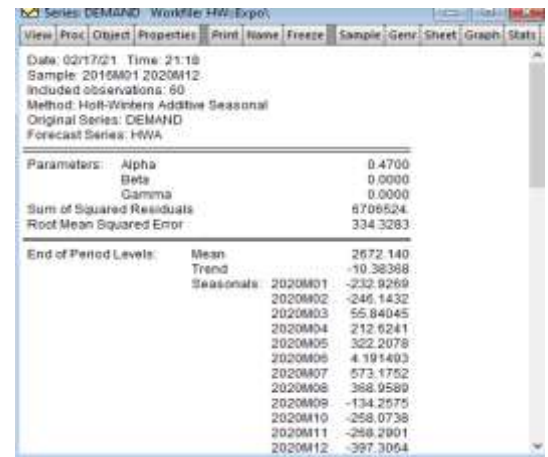 Series: DEMAND Workfile: HW_Expo\
View Proc Object Properties Print Name Freeze Sample Genr Sheet Graph Stats
Date: 02/17/21 Time: 21:18
Sample: 2016M01 2020M12
Included observations: 60
Method: Holt-Winters Additive Seasonal
Original Series: DEMAND
Forecast Series: HWA
Parameters: Alpha 0.4700
Beta 0.0000
Gamma 0.0000
Sum of Squared Residuals 6706524.
Root Mean Squared Error 334.3283
End of Period Levels: Mean 2672.140
Trend -10.38368
Seasonals: 2020M01 -232.9269
2020M02 -246.1432
2020M03 55.84045
2020M04 212.6241
2020M05 322.2078
2020M06 4.191493
2020M07 573.1752
2020M08 368.9589
2020M09 -134.2575
2020M10 -258.0738
2020M11 -268.2901
2020M12 -397.3064